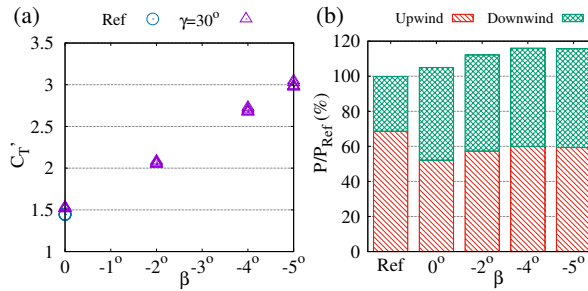 (a) Ref γ=30°
3.5
3
2.5
2
1.5
1
C_T'
0 -1° -2° -3° -4° -5°
β
(b) Upwind Downwind
120
100
80
60
40
20
0
P/P_Ref (%)
Ref 0° -2° -4° -5°
β